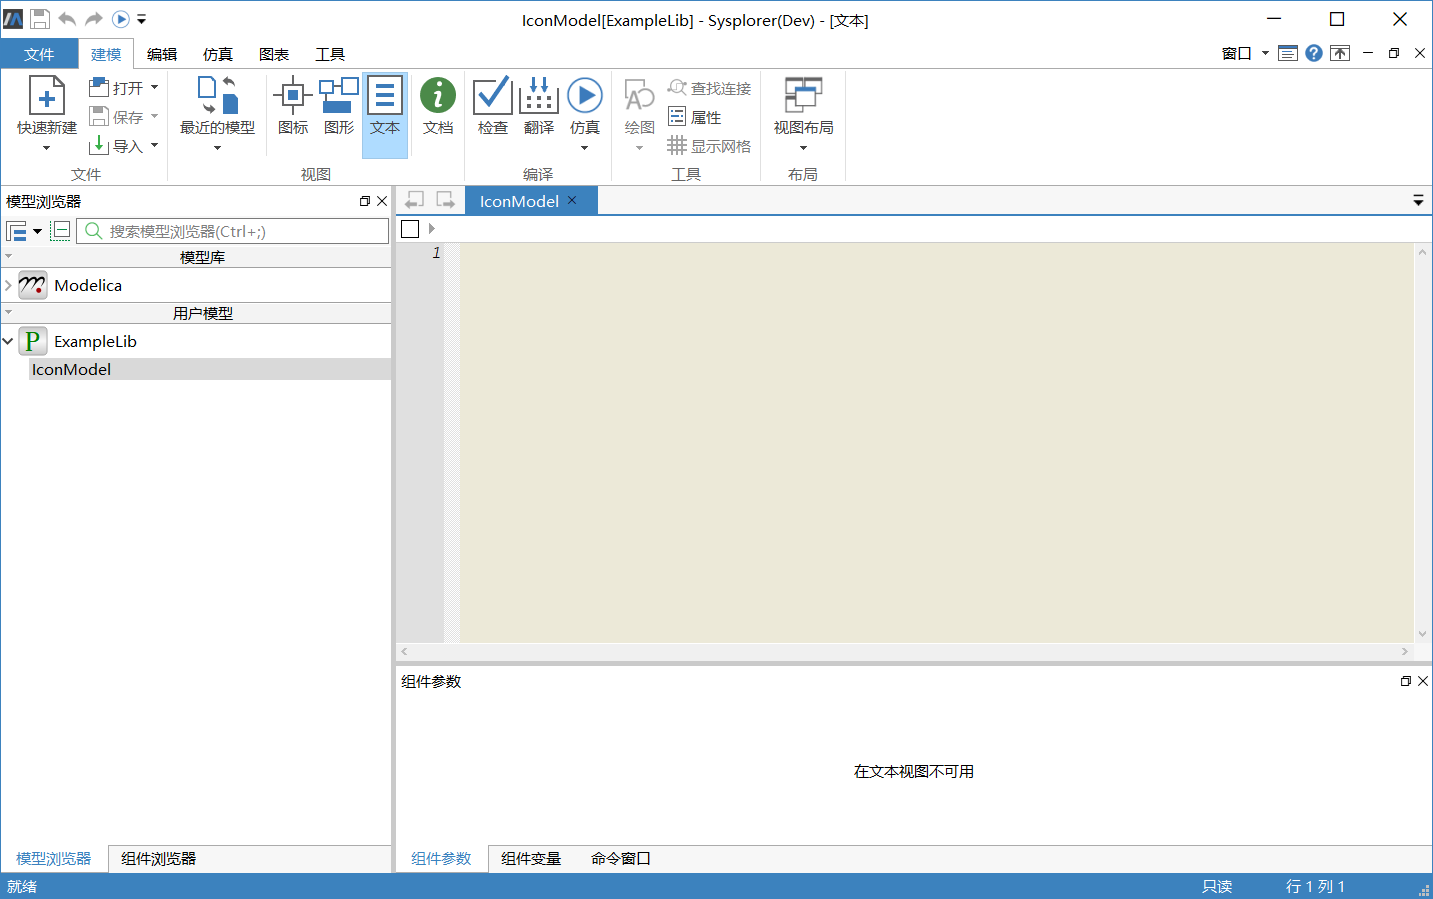 IconModel[ExampleLib] - Sysplorer(Dev) - [文本]
文件 建模 编辑 仿真 图表 工具 窗口
快速新建
打开
保存
导入
文件
最近的模型
图标
图形
文本
视图
文档
检查
翻译
仿真
编译
绘图
查找连接
属性
显示网格
工具
视图布局
布局
模型浏览器
搜索模型浏览器(Ctrl+;)
模型库
Modelica
用户模型
P ExampleLib
IconModel
模型浏览器 组件浏览器
IconModel
1
组件参数
在文本视图不可用
组件参数 组件变量 命令窗口
就绪 只读 行 1 列 1